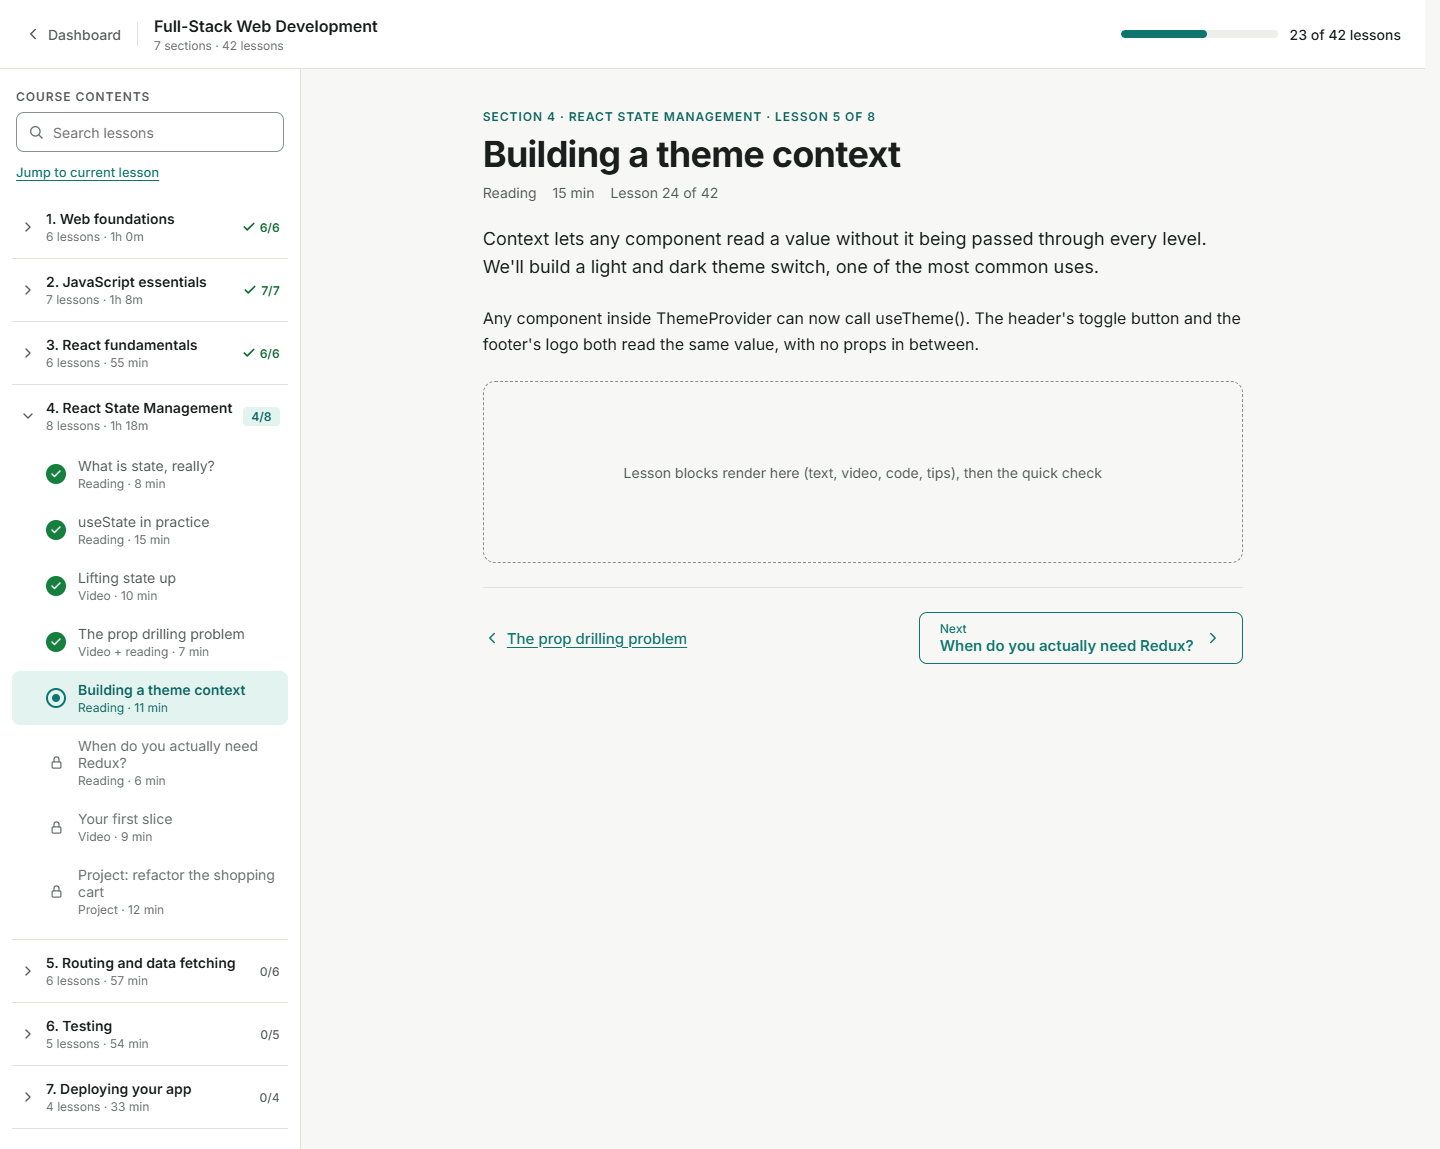 Dashboard
Full-Stack Web Development
7 sections · 42 lessons
23 of 42 lessons
COURSE CONTENTS
Search lessons
Jump to current lesson
1. Web foundations
6 lessons · 1h 0m
6/6
2. JavaScript essentials
7 lessons · 1h 8m
7/7
3. React fundamentals
6 lessons · 55 min
6/6
4. React State Management
8 lessons · 1h 18m
4/8
What is state, really?
Reading · 8 min
useState in practice
Reading · 15 min
Lifting state up
Video · 10 min
The prop drilling problem
Video + reading · 7 min
Building a theme context
Reading · 11 min
When do you actually need
Redux?
Reading · 6 min
Your first slice
Video · 9 min
Project: refactor the shopping
cart
Project · 12 min
5. Routing and data fetching
6 lessons · 57 min
0/6
6. Testing
5 lessons · 54 min
0/5
7. Deploying your app
4 lessons · 33 min
0/4
SECTION 4 · REACT STATE MANAGEMENT · LESSON 5 OF 8
Building a theme context
Reading 15 min Lesson 24 of 42
Context lets any component read a value without it being passed through every level.
We'll build a light and dark theme switch, one of the most common uses.
Any component inside ThemeProvider can now call useTheme(). The header's toggle button and the
footer's logo both read the same value, with no props in between.
Lesson blocks render here (text, video, code, tips), then the quick check
The prop drilling problem
Next
When do you actually need Redux?